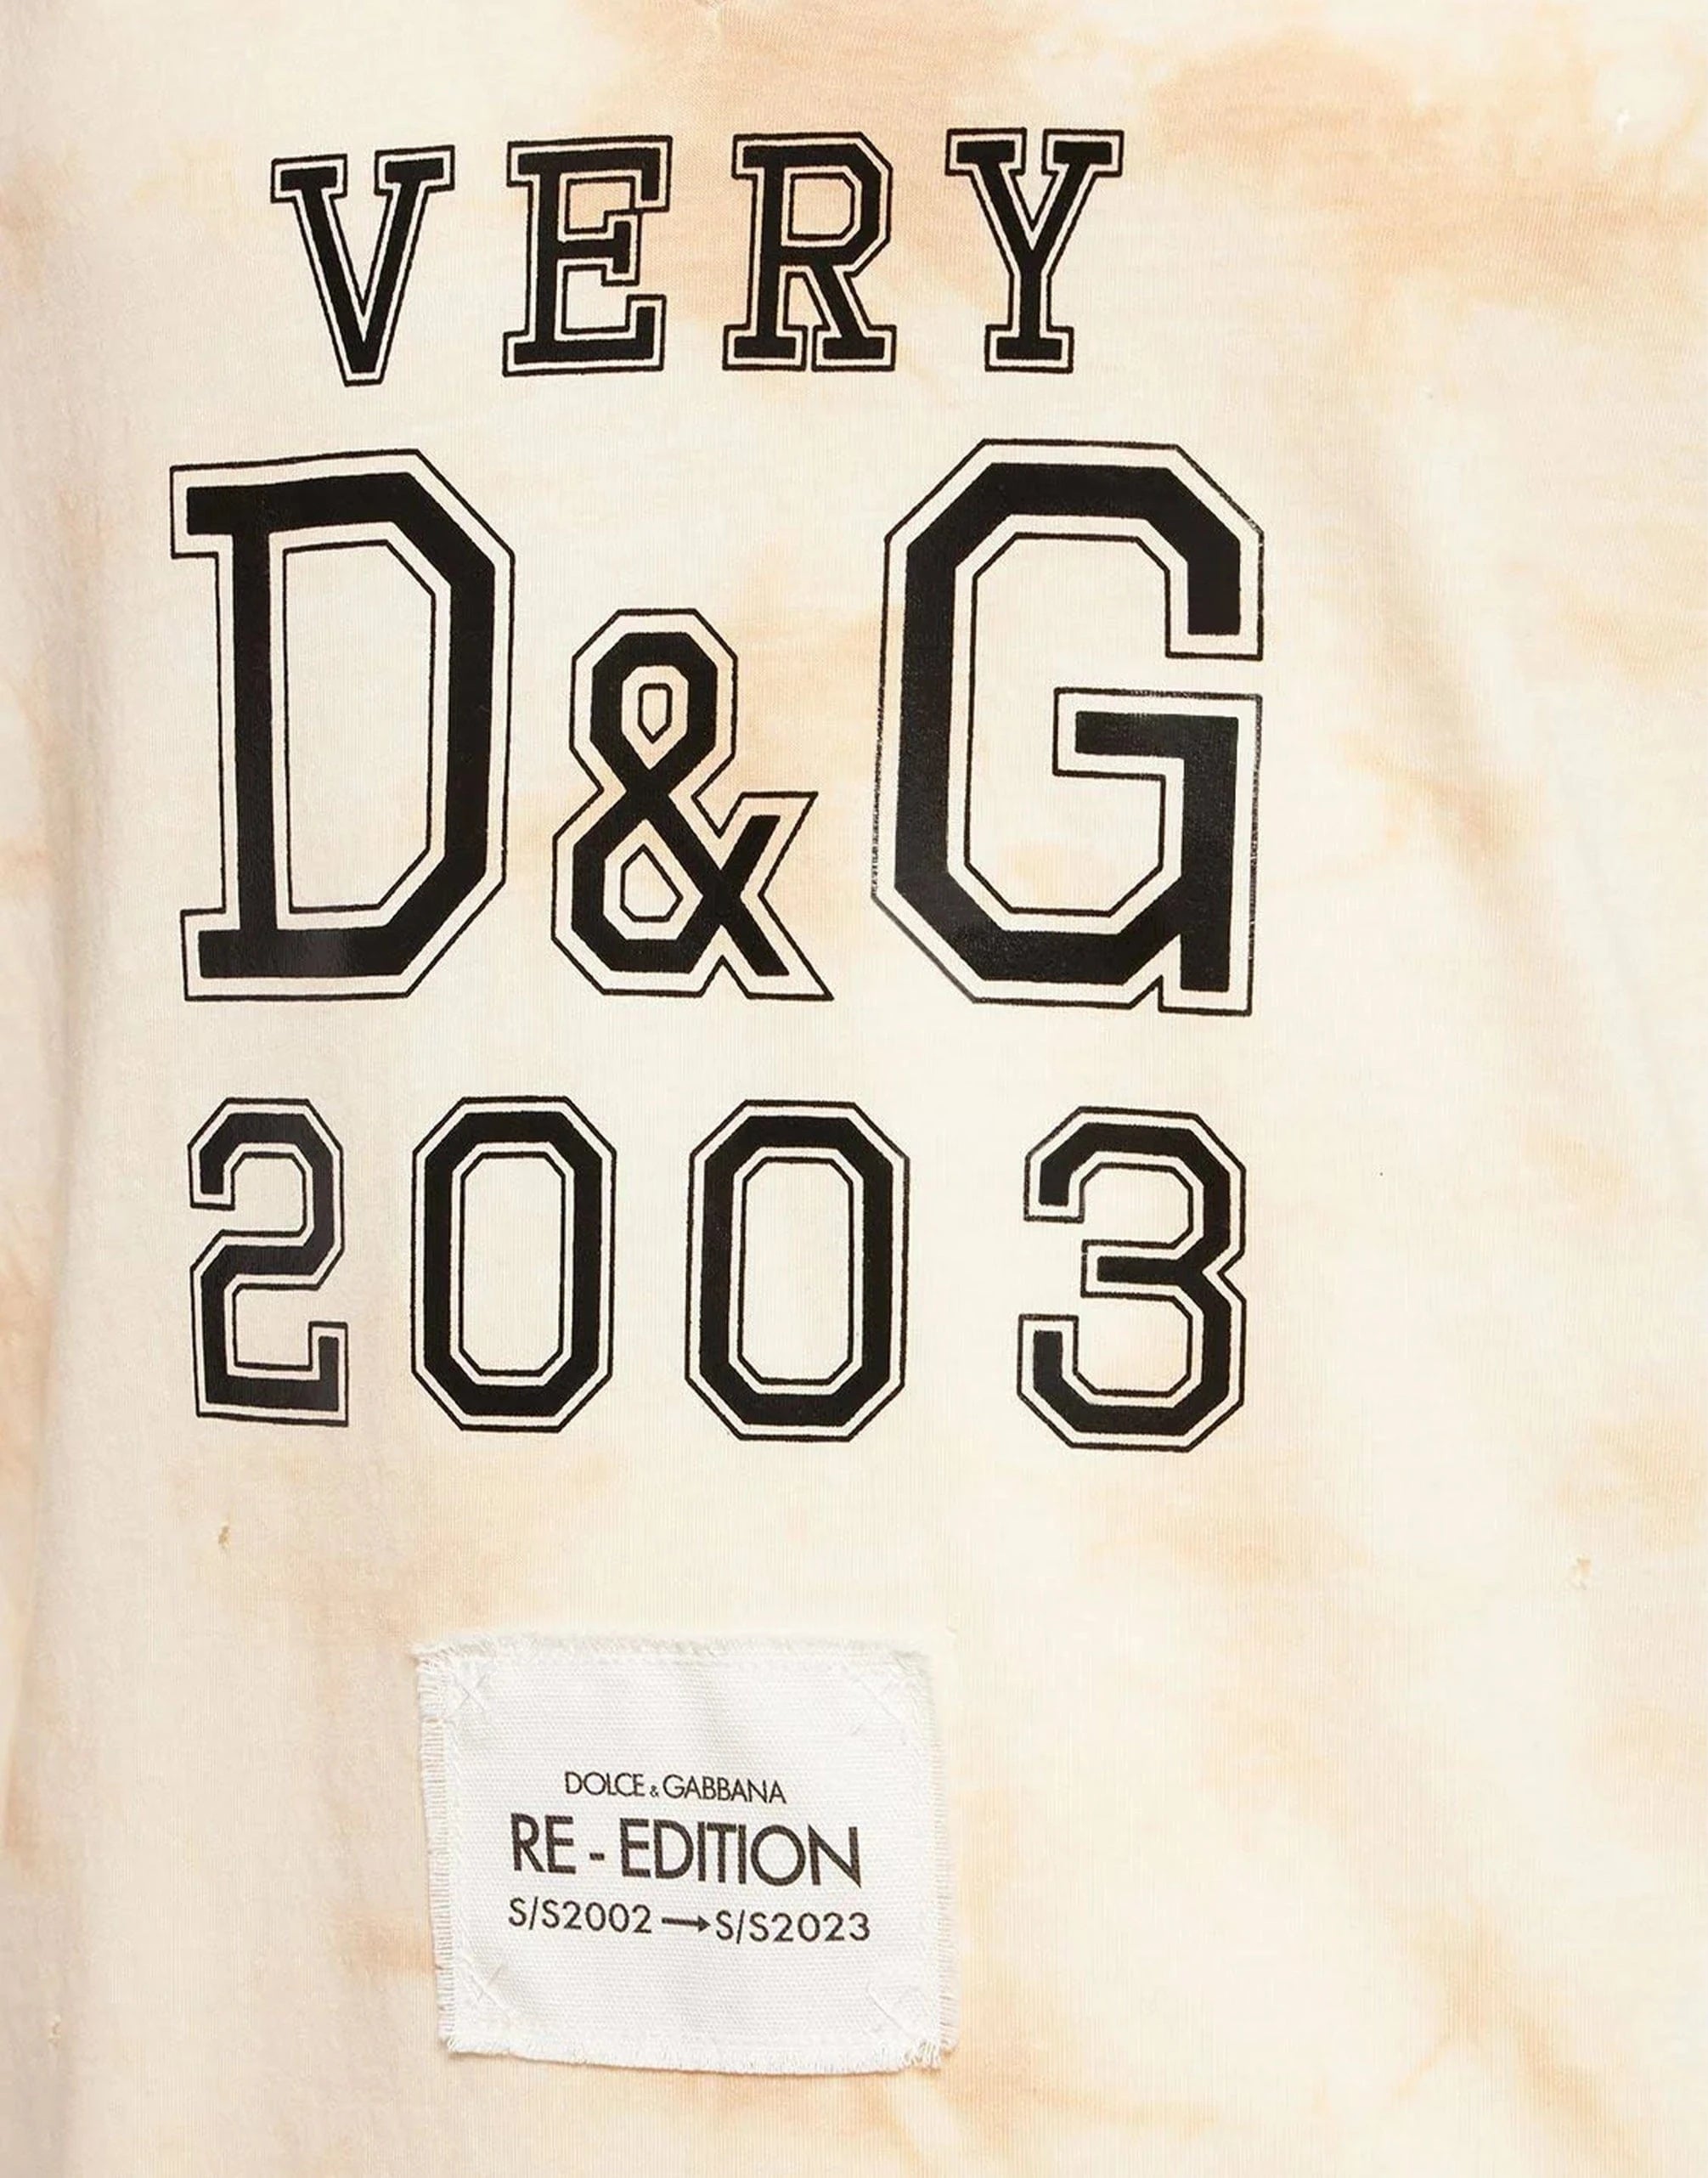 VERY
D&G
2003
DOLCE & GABBANA
RE-EDITION
S/S2002→S/S2023